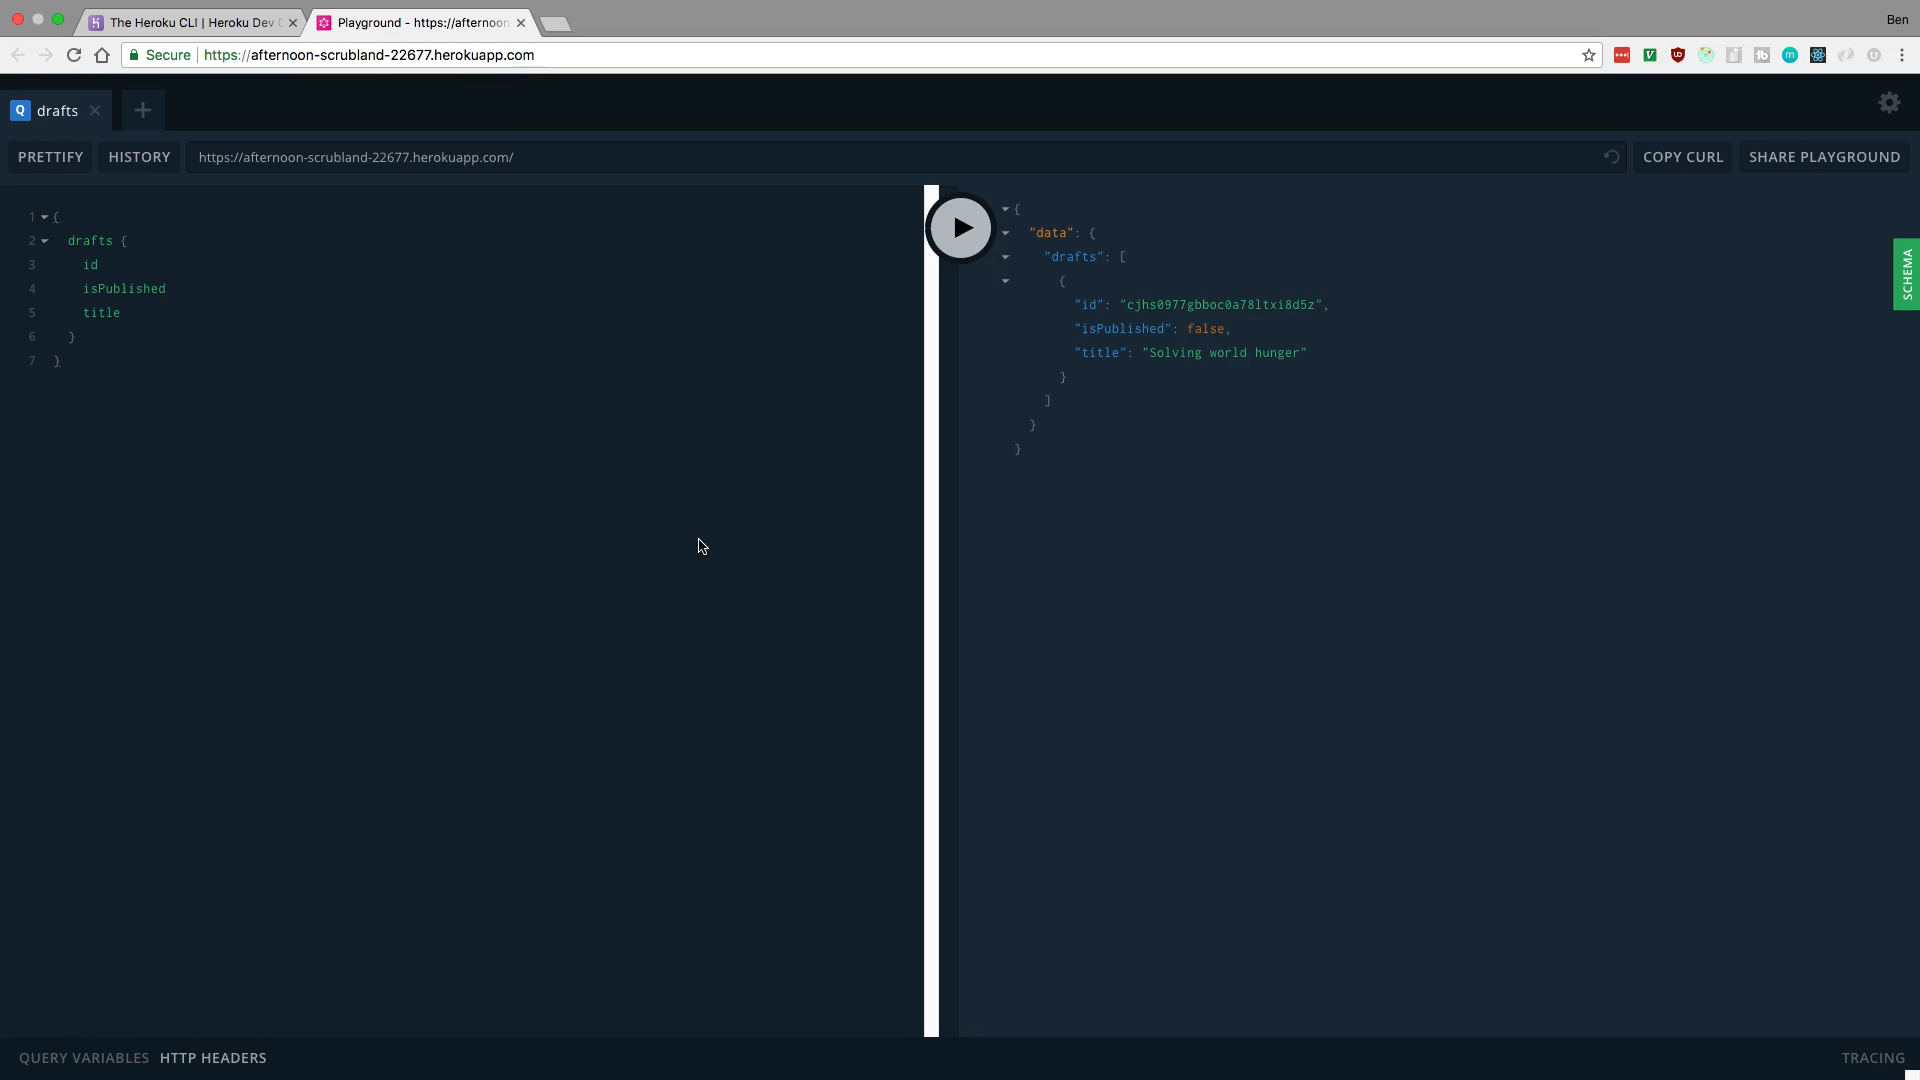 The Heroku CLI | Heroku Dev
Playground - https://afternoon
Ben
Secure
https://afternoon-scrubland-22677.herokuapp.com
Q drafts
PRETTIFY
HISTORY
https://afternoon-scrubland-22677.herokuapp.com/
COPY CURL
SHARE PLAYGROUND
1 {
2 drafts {
3 id
4 isPublished
5 title
6 }
7 }
{
"data": {
"drafts": [
{
"id": "cjhs0977gbboc0a78ltxi8d5z",
"isPublished": false,
"title": "Solving world hunger"
}
]
}
}
SCHEMA
QUERY VARIABLES
HTTP HEADERS
TRACING